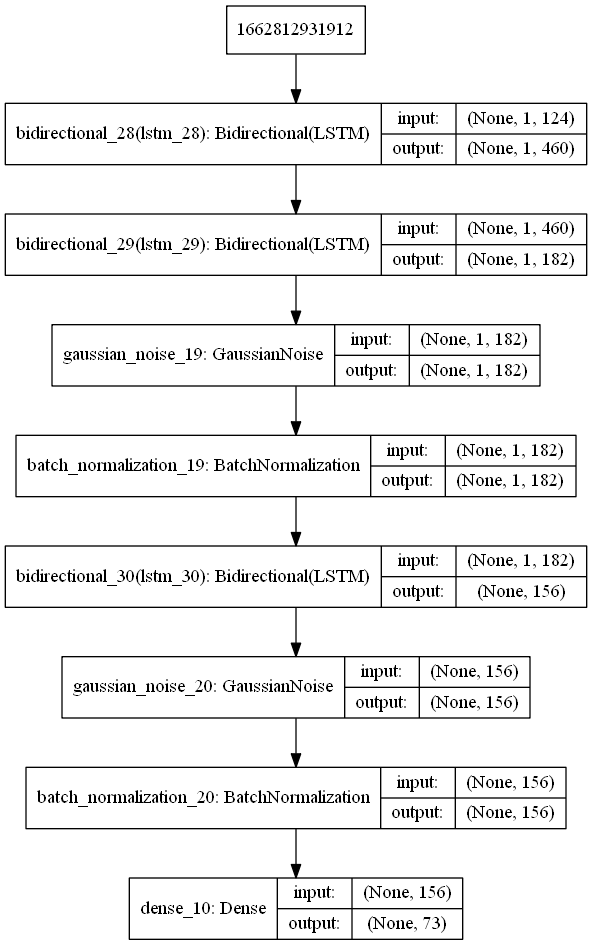 1662812931912
bidirectional_28(lstm_28): Bidirectional(LSTM)
input: (None, 1, 124)
output: (None, 1, 460)
bidirectional_29(lstm_29): Bidirectional(LSTM)
input: (None, 1, 460)
output: (None, 1, 182)
gaussian_noise_19: GaussianNoise
input: (None, 1, 182)
output: (None, 1, 182)
batch_normalization_19: BatchNormalization
input: (None, 1, 182)
output: (None, 1, 182)
bidirectional_30(lstm_30): Bidirectional(LSTM)
input: (None, 1, 182)
output: (None, 156)
gaussian_noise_20: GaussianNoise
input: (None, 156)
output: (None, 156)
batch_normalization_20: BatchNormalization
input: (None, 156)
output: (None, 156)
dense_10: Dense
input: (None, 156)
output: (None, 73)